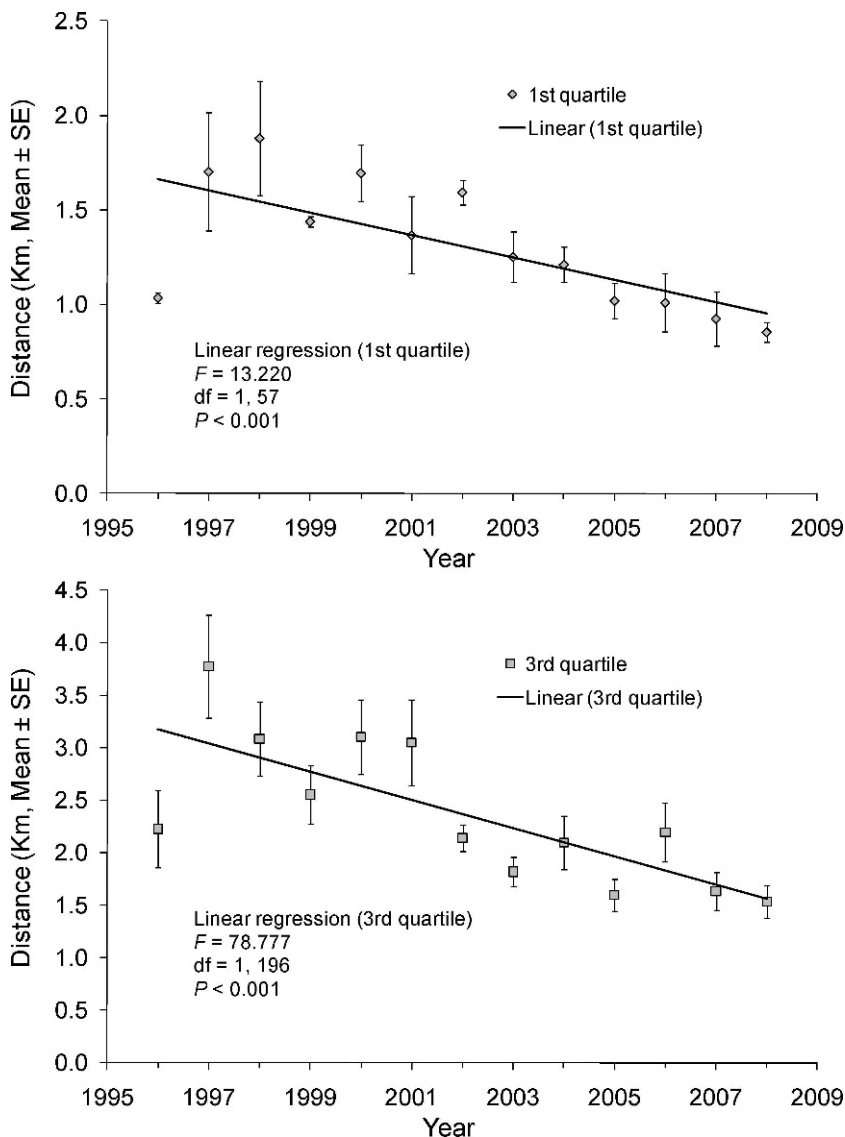 2.5
2.0
1.5
1.0
0.5
0.0
Distance (Km, Mean ± SE)
1st quartile
Linear (1st quartile)
Linear regression (1st quartile)
F = 13.220
df = 1, 57
P < 0.001
1995 1997 1999 2001 2003 2005 2007 2009
Year
4.5
4.0
3.5
3.0
2.5
2.0
1.5
1.0
0.5
0.0
Distance (Km, Mean ± SE)
3rd quartile
Linear (3rd quartile)
Linear regression (3rd quartile)
F = 78.777
df = 1, 196
P < 0.001
1995 1997 1999 2001 2003 2005 2007 2009
Year